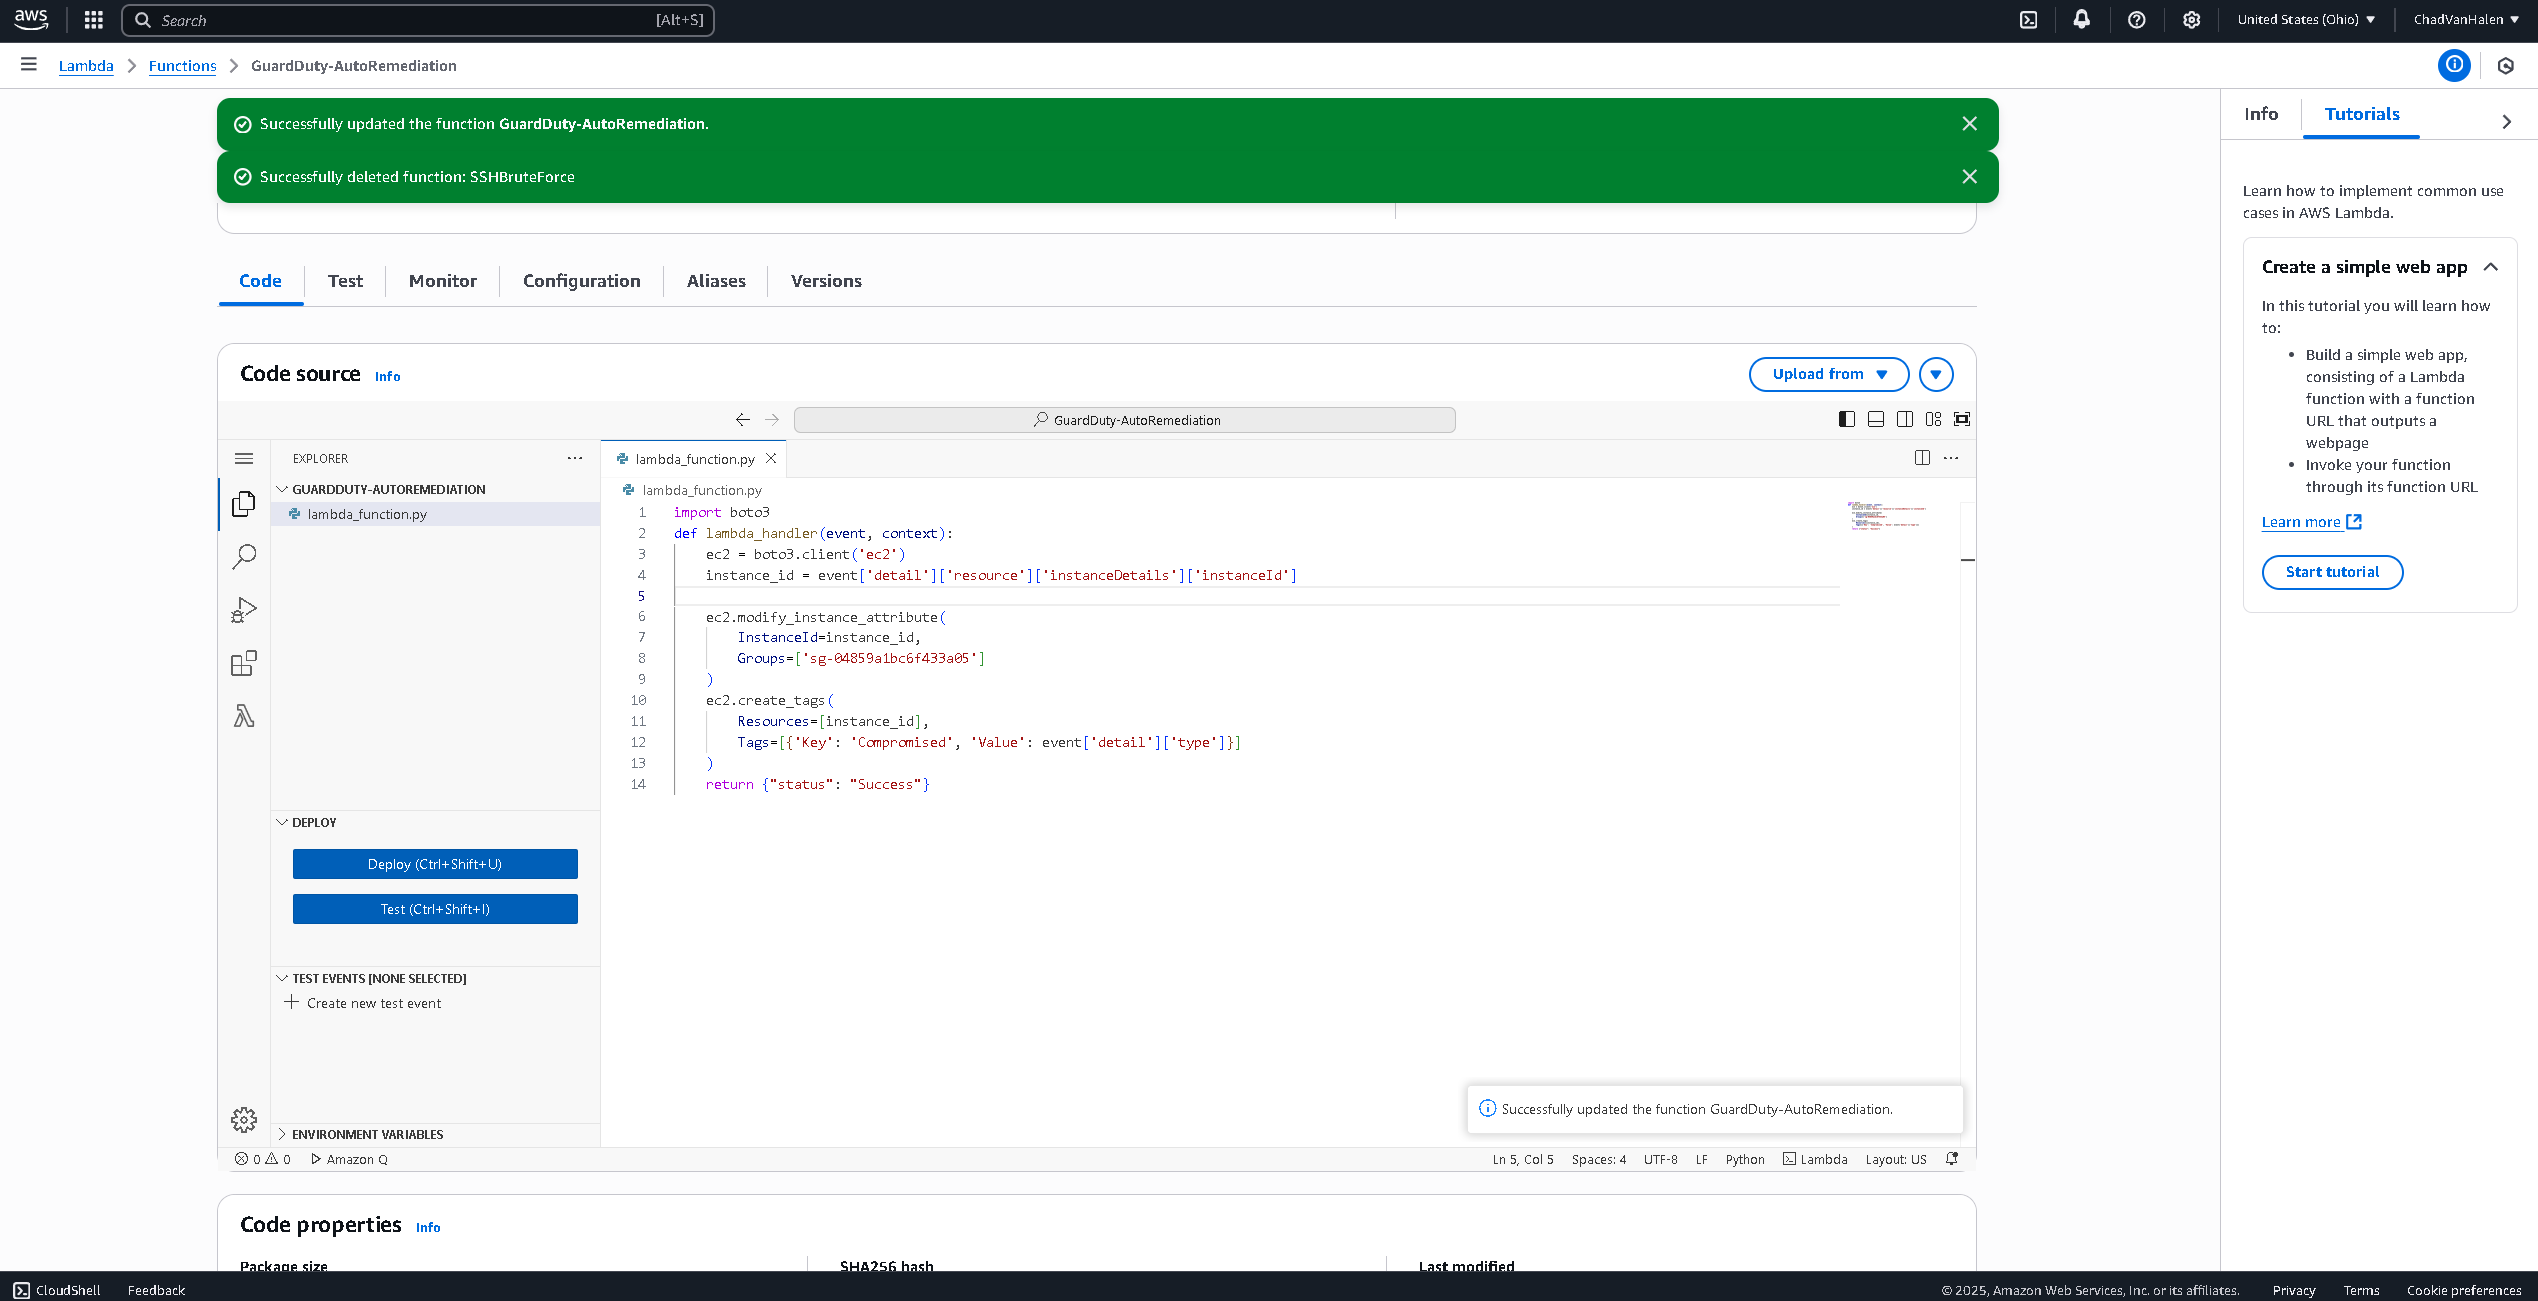 aws
Search [Alt+S]
United States (Ohio) ChadVanHalen
Lambda Functions GuardDuty-AutoRemediation
Successfully updated the function GuardDuty-AutoRemediation.
Successfully deleted function: SSHBruteForce
Code Test Monitor Configuration Aliases Versions
Code source Info
Upload from
GuardDuty-AutoRemediation
EXPLORER
GUARDDUTY-AUTOREMEDIATION
lambda_function.py
DEPLOY
Deploy (Ctrl+Shift+U)
Test (Ctrl+Shift+I)
TEST EVENTS [NONE SELECTED]
Create new test event
ENVIRONMENT VARIABLES
lambda_function.py
lambda_function.py
1 import boto3
2 def lambda_handler(event, context):
3 ec2 = boto3.client('ec2')
4 instance_id = event['detail']['resource']['instanceDetails']['instanceId']
5
6 ec2.modify_instance_attribute(
7 InstanceId=instance_id,
8 Groups=['sg-04859a1bc6f433a05']
9 )
10 ec2.create_tags(
11 Resources=[instance_id],
12 Tags=[{'Key': 'Compromised', 'Value': event['detail']['type']}]
13 )
14 return {"status": "Success"}
Successfully updated the function GuardDuty-AutoRemediation.
0 0 Amazon Q
Ln 5, Col 5 Spaces: 4 UTF-8 LF Python Lambda Layout: US
Code properties Info
Package size
SHA256 hash
Last modified
Info Tutorials
Learn how to implement common use
cases in AWS Lambda.
Create a simple web app
In this tutorial you will learn how
to:
• Build a simple web app,
consisting of a Lambda
function with a function
URL that outputs a
webpage
• Invoke your function
through its function URL
Learn more
Start tutorial
CloudShell Feedback
© 2025, Amazon Web Services, Inc. or its affiliates. Privacy Terms Cookie preferences